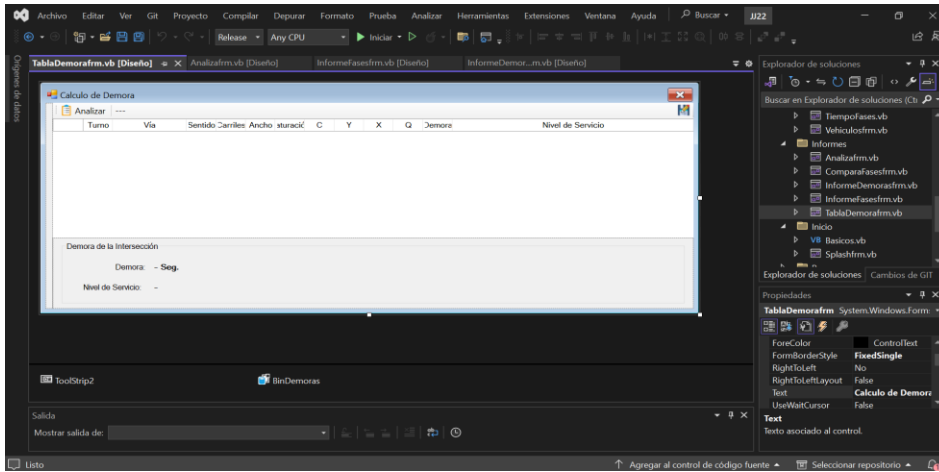 Archivo Editar Ver Git Proyecto Compilar Depurar Formato Prueba Analizar Herramientas Extensiones Ventana Ayuda Buscar JJ22
Release Any CPU Iniciar
Orígenes de datos
TablaDemorafrm.vb [Diseño] Analizafrm.vb [Diseño] InformeFasesfrm.vb [Diseño] InformeDemor...m.vb [Diseño]
Calculo de Demora
Analizar ---
Turno Vía Sentido Carriles Ancho sturació C Y X Q Demora Nivel de Servicio
Demora de la Intersección
Demora: - Seg.
Nivel de Servicio: -
ToolStrip2 BinDemoras
Salida
Mostrar salida de:
Explorador de soluciones
Buscar en Explorador de soluciones (Ctr
TiempoFases.vb
Vehiculosfrm.vb
Informes
Analizafrm.vb
ComparaFasesfrm.vb
InformeDemorasfrm.vb
InformeFasesfrm.vb
TablaDemorafrm.vb
Inicio
VB Basicos.vb
Splashfrm.vb
Explorador de soluciones Cambios de GIT
Propiedades
TablaDemorafrm System.Windows.Form
ForeColor ControlText
FormBorderStyle FixedSingle
RightToLeft No
RightToLeftLayout False
Text Calculo de Demora
UseWaitCursor False
Text
Texto asociado al control.
Listo Agregar al control de código fuente Seleccionar repositorio